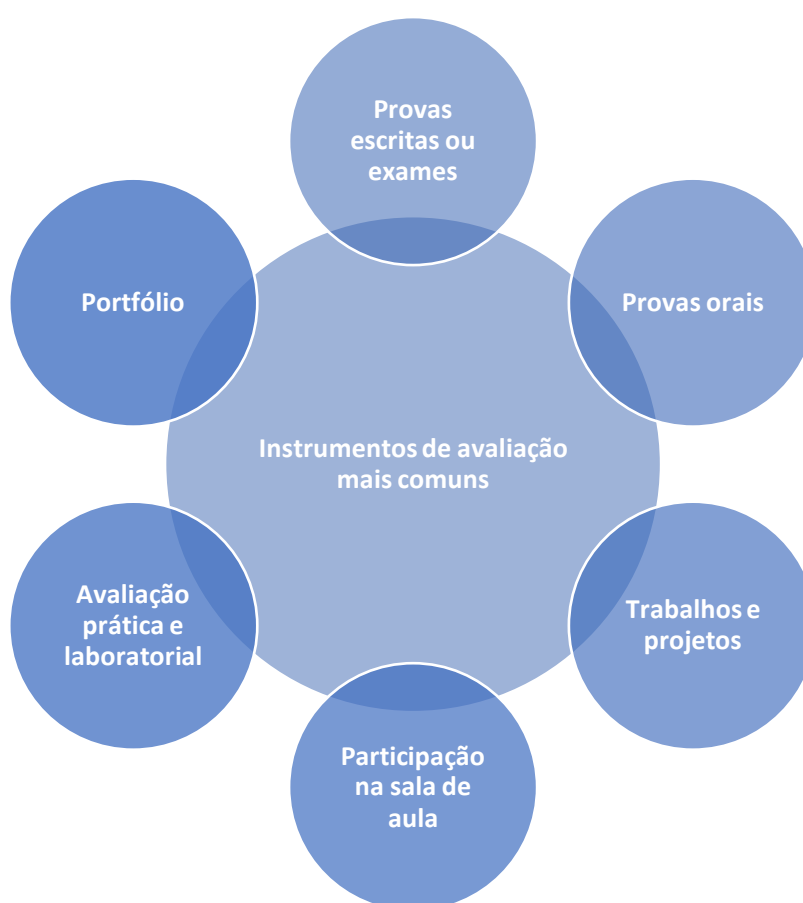 Provas
escritas ou
exames
Portfólio
Provas orais
Instrumentos de avaliação
mais comuns
Avaliação
prática e
laboratorial
Trabalhos e
projetos
Participação
na sala de
aula